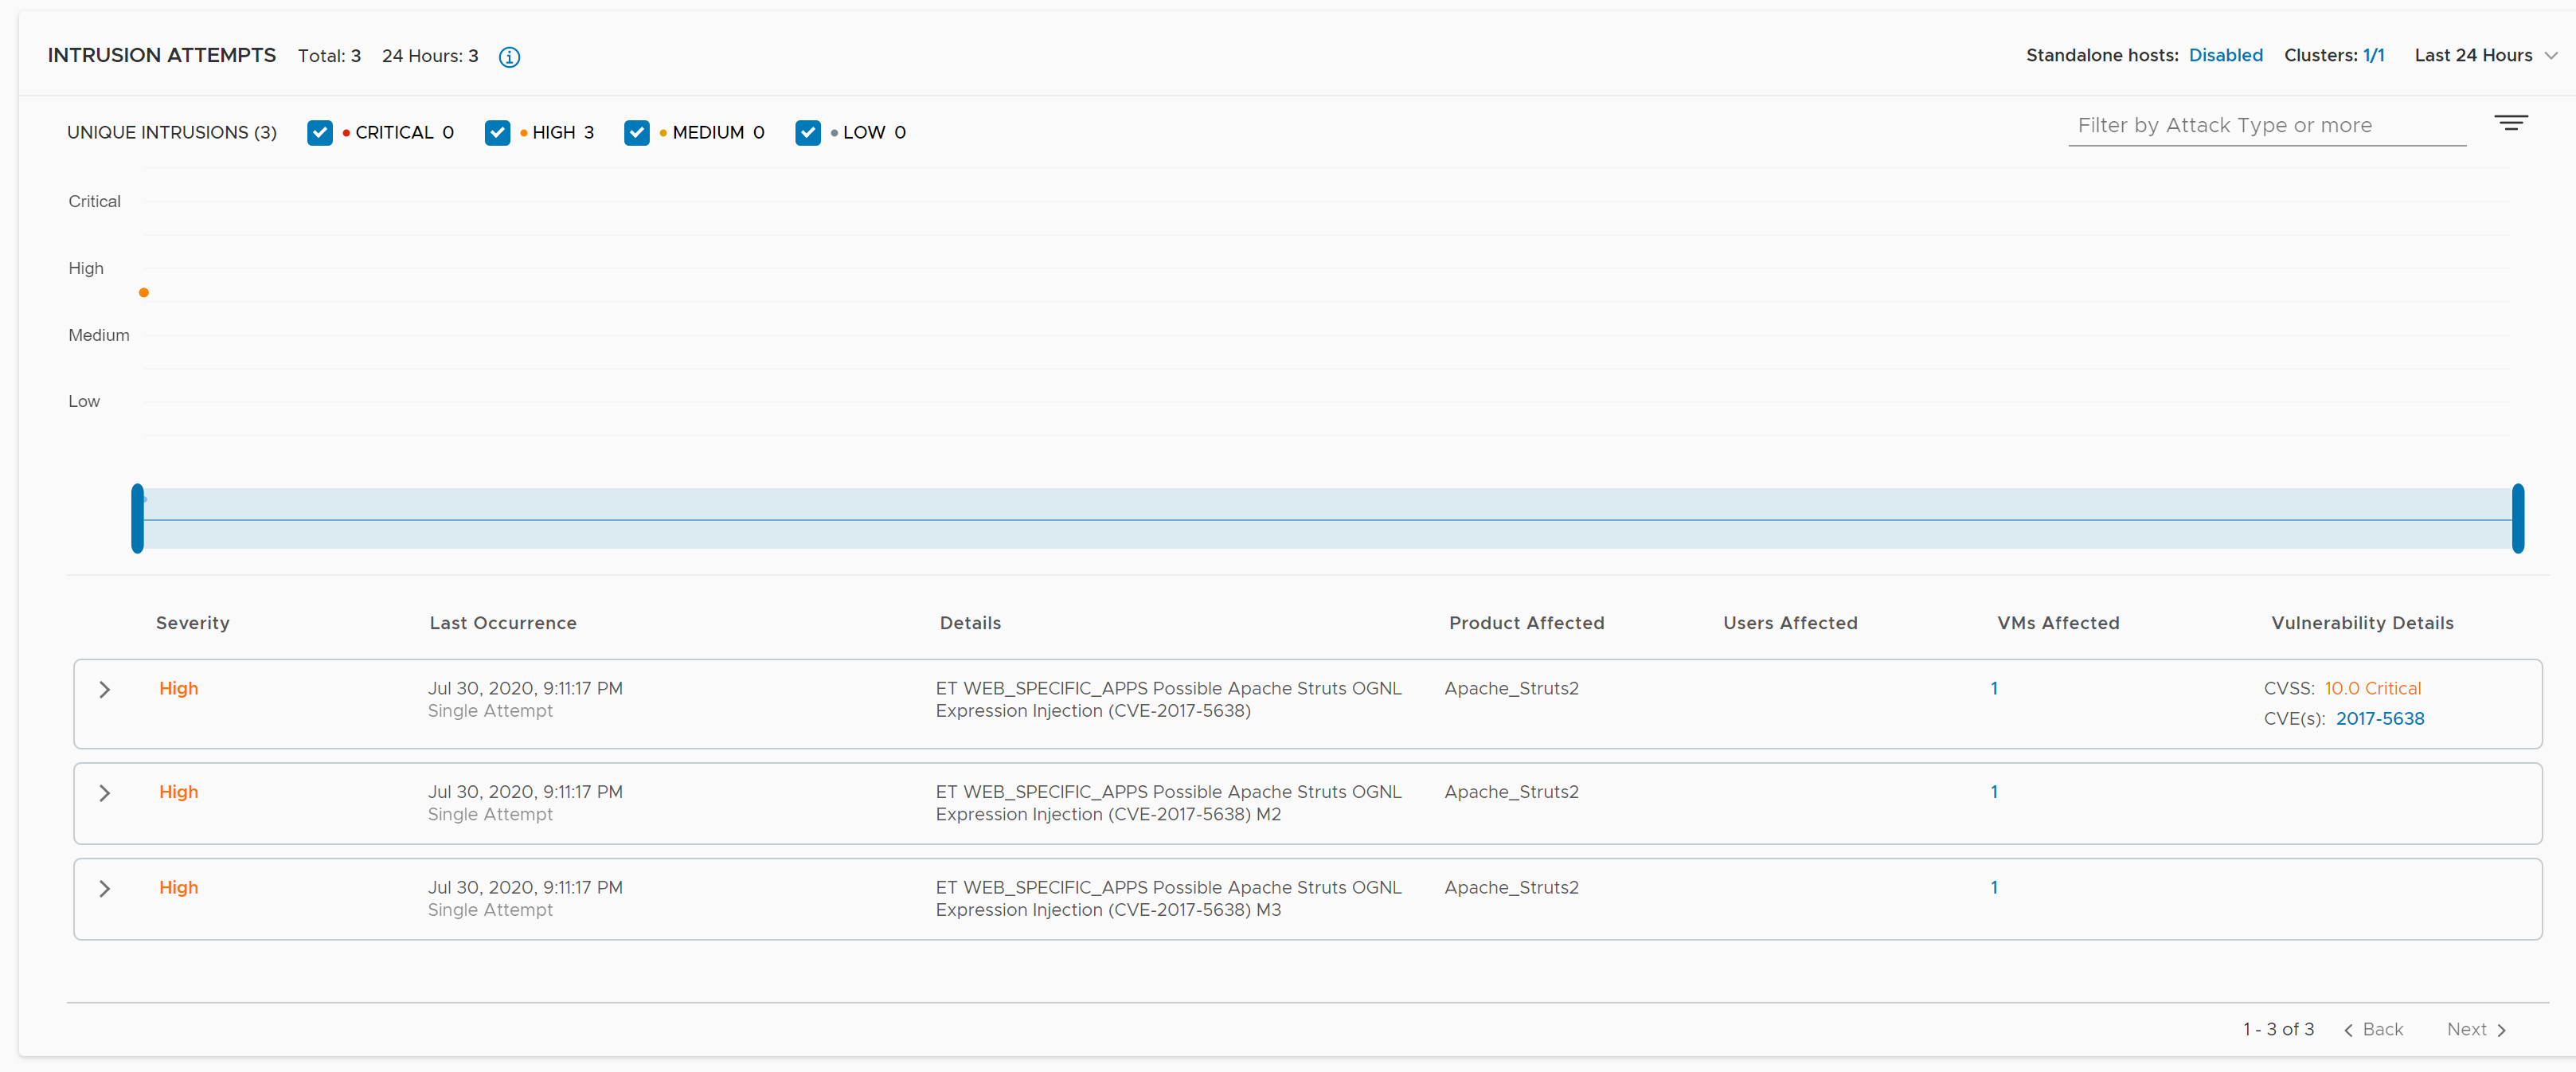 INTRUSION ATTEMPTS Total: 3 24 Hours: 3 Standalone hosts: Disabled Clusters: 1/1 Last 24 Hours
UNIQUE INTRUSIONS (3) CRITICAL 0 HIGH 3 MEDIUM 0 LOW 0 Filter by Attack Type or more
Critical
High
Medium
Low
Severity Last Occurrence Details Product Affected Users Affected VMs Affected Vulnerability Details
High Jul 30, 2020, 9:11:17 PM ET WEB_SPECIFIC_APPS Possible Apache Struts OGNL Apache_Struts2 1 CVSS: 10.0 Critical
Single Attempt Expression Injection (CVE-2017-5638) CVE(s): 2017-5638
High Jul 30, 2020, 9:11:17 PM ET WEB_SPECIFIC_APPS Possible Apache Struts OGNL Apache_Struts2 1
Single Attempt Expression Injection (CVE-2017-5638) M2
High Jul 30, 2020, 9:11:17 PM ET WEB_SPECIFIC_APPS Possible Apache Struts OGNL Apache_Struts2 1
Single Attempt Expression Injection (CVE-2017-5638) M3
1 - 3 of 3 Back Next